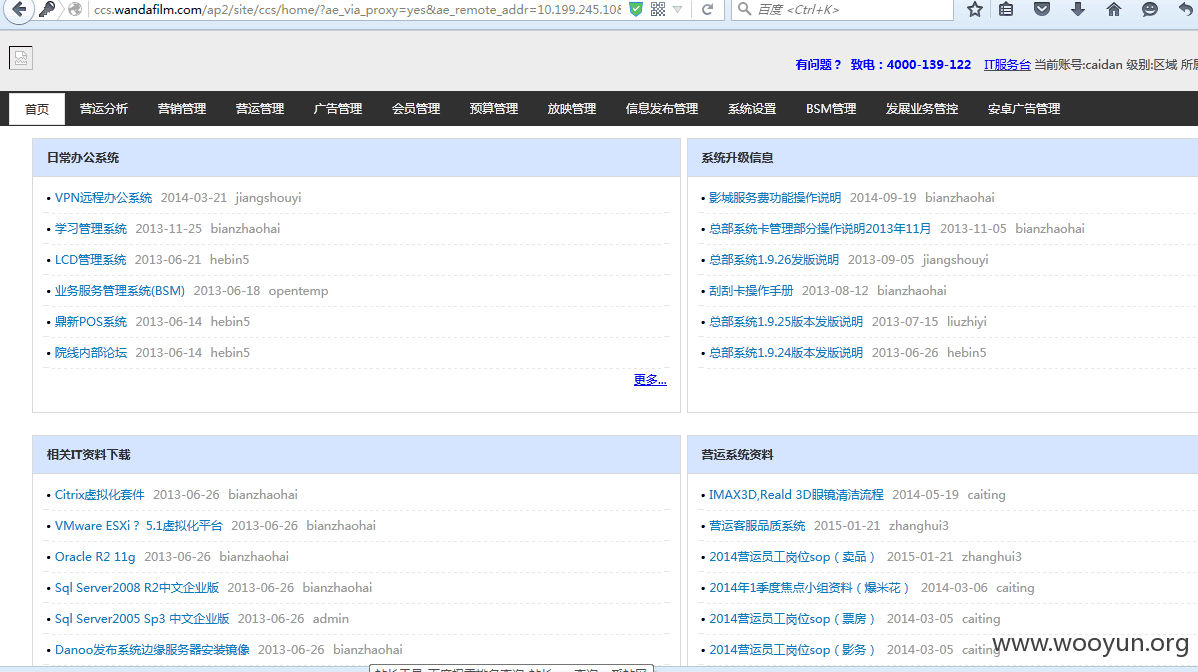 ccs.wandafilm.com/ap2/site/ccs/home/?ae_via_proxy=yes&ae_remote_addr=10.199.245.10&
百度 <Ctrl+K>
有问题？ 致电：4000-139-122 IT服务台 当前账号:caidan 级别:区域 所属
首页 营运分析 营销管理 营运管理 广告管理 会员管理 预算管理 放映管理 信息发布管理 系统设置 BSM管理 发展业务管控 安卓广告管理
日常办公系统
• VPN远程办公系统 2014-03-21 jiangshouyi
• 学习管理系统 2013-11-25 bianzhaohai
• LCD管理系统 2013-06-21 hebin5
• 业务服务管理系统(BSM) 2013-06-18 opentemp
• 鼎新POS系统 2013-06-14 hebin5
• 院线内部论坛 2013-06-14 hebin5
更多...
系统升级信息
• 影城服务费功能操作说明 2014-09-19 bianzhaohai
• 总部系统卡管理部分操作说明2013年11月 2013-11-05 bianzhaohai
• 总部系统1.9.26发版说明 2013-09-05 jiangshouyi
• 刮刮卡操作手册 2013-08-12 bianzhaohai
• 总部系统1.9.25版本发版说明 2013-07-15 liuzhiyi
• 总部系统1.9.24版本发版说明 2013-06-26 hebin5
相关IT资料下载
• Citrix虚拟化套件 2013-06-26 bianzhaohai
• VMware ESXi？ 5.1虚拟化平台 2013-06-26 bianzhaohai
• Oracle R2 11g 2013-06-26 bianzhaohai
• Sql Server2008 R2中文企业版 2013-06-26 bianzhaohai
• Sql Server2005 Sp3 中文企业版 2013-06-26 admin
• Danoo发布系统边缘服务器安装镜像 2013-06-26 bianzhaohai
营运系统资料
• IMAX3D,Reald 3D眼镜清洁流程 2014-05-19 caiting
• 营运客服品质系统 2015-01-21 zhanghui3
• 2014营运员工岗位sop（卖品） 2015-01-21 zhanghui3
• 2014年1季度焦点小组资料（爆米花） 2014-03-06 caiting
• 2014营运员工岗位sop（票房） 2014-03-05 caiting
• 2014营运员工岗位sop（影务） 2014-03-05 caiting
www.wooyun.org